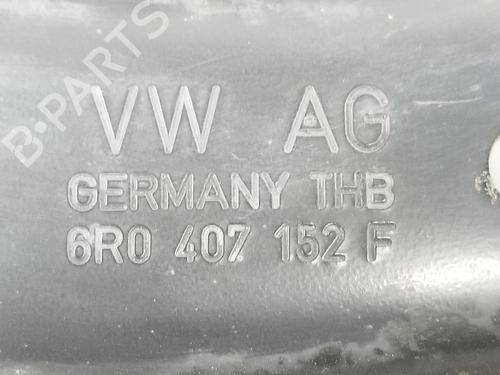 B-PARTS
VW AG
GERMANY THB
6R0 407 152 F